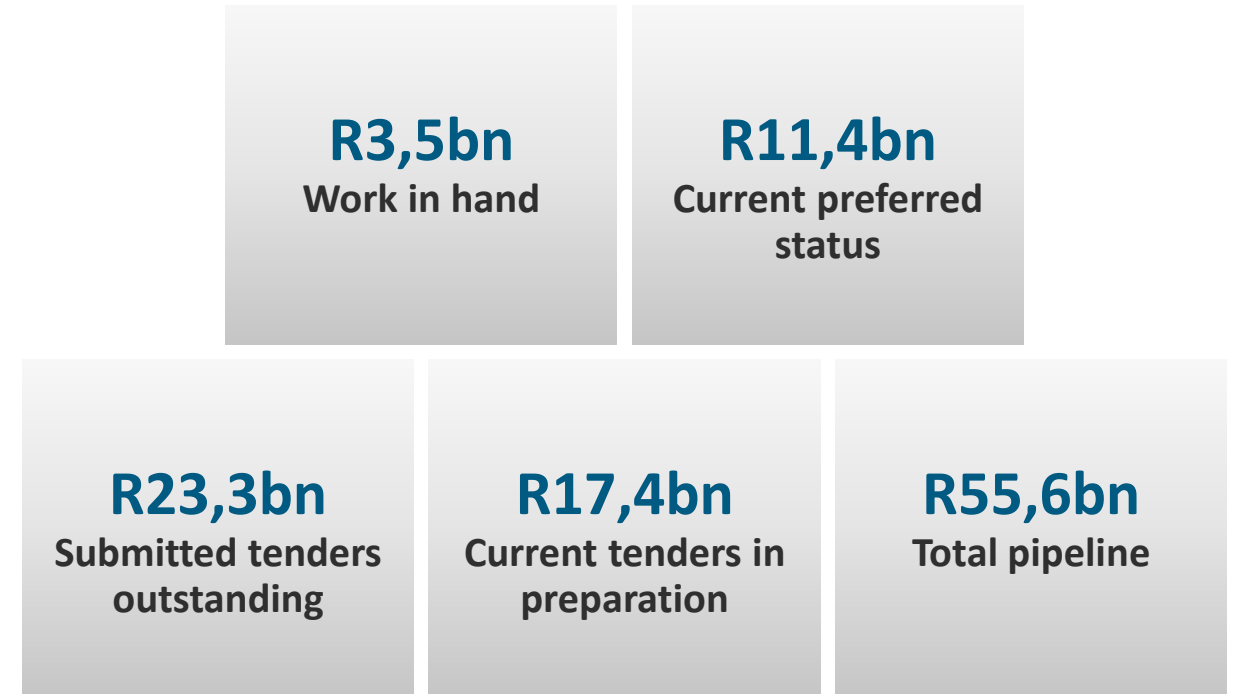 R3,5bn
Work in hand
R11,4bn
Current preferred
status
R23,3bn
Submitted tenders
outstanding
R17,4bn
Current tenders in
preparation
R55,6bn
Total pipeline